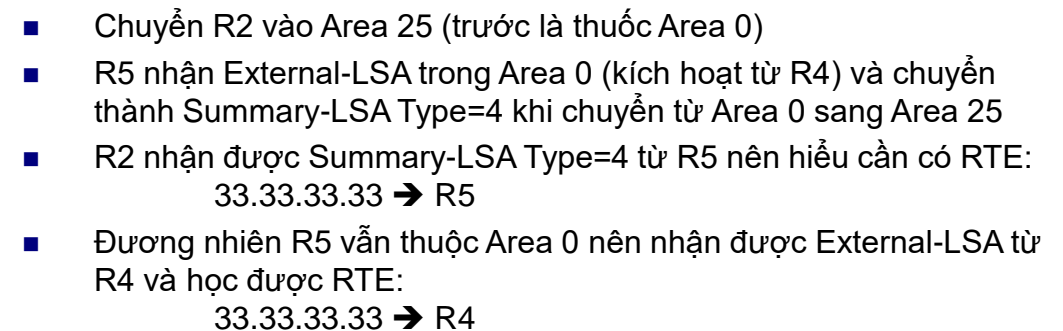 ■ Chuyển R2 vào Area 25 (trước là thuốc Area 0)
■ R5 nhận External-LSA trong Area 0 (kích hoạt từ R4) và chuyển
thành Summary-LSA Type=4 khi chuyển từ Area 0 sang Area 25
■ R2 nhận được Summary-LSA Type=4 từ R5 nên hiểu cần có RTE:
33.33.33.33 ➔ R5
■ Đương nhiên R5 vẫn thuộc Area 0 nên nhận được External-LSA từ
R4 và học được RTE:
33.33.33.33 ➔ R4